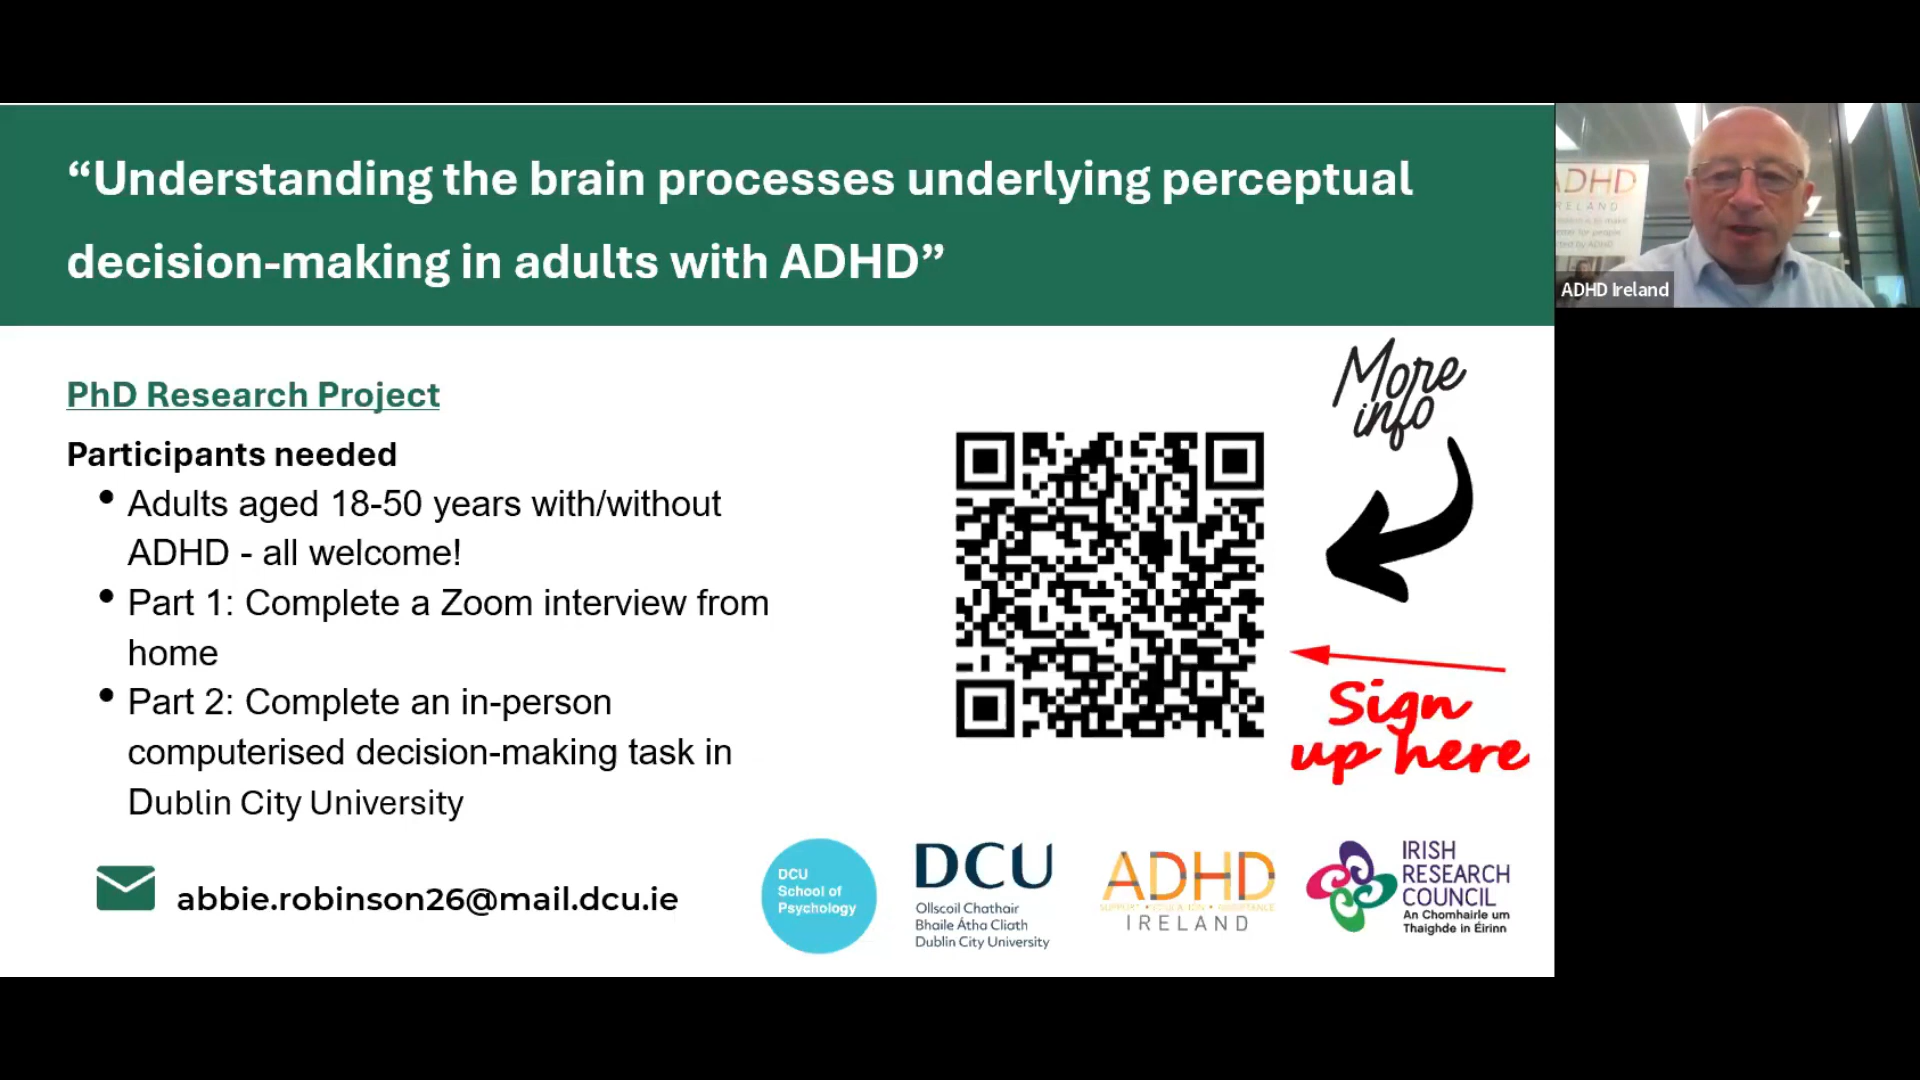 “Understanding the brain processes underlying perceptual
decision-making in adults with ADHD”
ADHD
IRELAND
ADHD Ireland
More
info
PhD Research Project
Participants needed
• Adults aged 18-50 years with/without
ADHD - all welcome!
• Part 1: Complete a Zoom interview from
home
• Part 2: Complete an in-person
computerised decision-making task in
Dublin City University
Sign
up here
abbie.robinson26@mail.dcu.ie
DCU
School of
Psychology
DCU
Ollscoil Chathair
Bhaile Átha Cliath
Dublin City University
ADHD
IRELAND
IRISH
RESEARCH
COUNCIL
An Chomhairle um
Thaighde in Éirinn